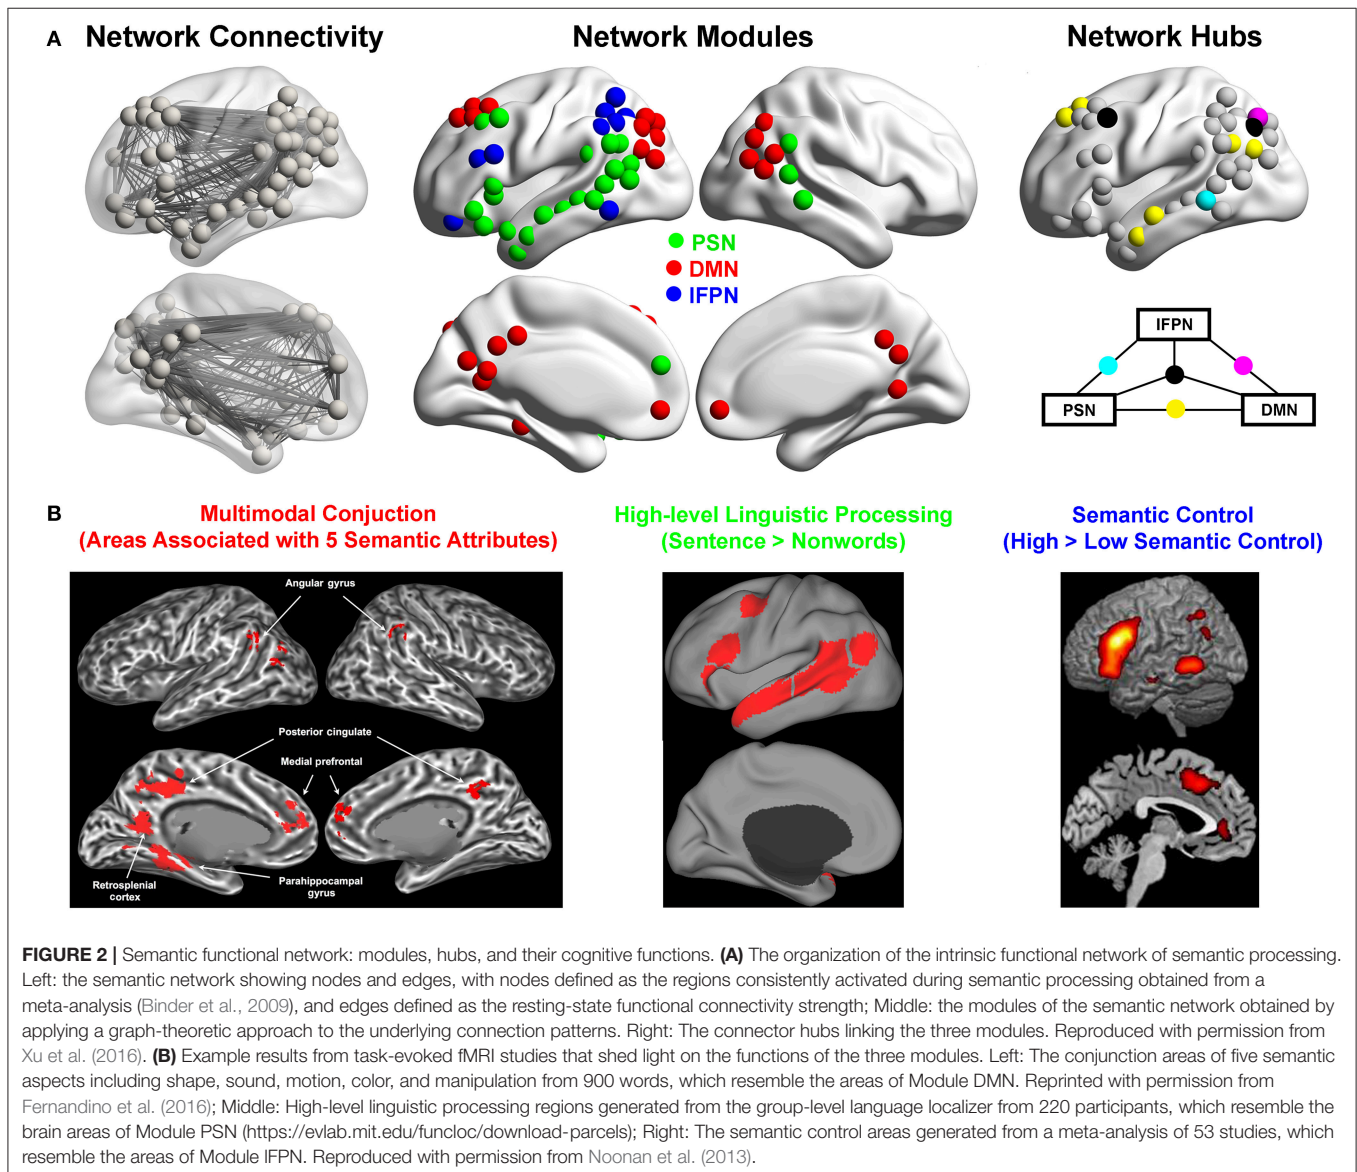 A
Network Connectivity
Network Modules
Network Hubs
PSN
DMN
IFPN
IFPN
PSN
DMN
B
Multimodal Conjuction
(Areas Associated with 5 Semantic Attributes)
High-level Linguistic Processing
(Sentence > Nonwords)
Semantic Control
(High > Low Semantic Control)
Angular gyrus
Posterior cingulate
Medial prefrontal
Retrosplenial
cortex
Parahippocampal
gyrus
FIGURE 2 | Semantic functional network: modules, hubs, and their cognitive functions. (A) The organization of the intrinsic functional network of semantic processing.
Left: the semantic network showing nodes and edges, with nodes defined as the regions consistently activated during semantic processing obtained from a
meta-analysis (Binder et al., 2009), and edges defined as the resting-state functional connectivity strength; Middle: the modules of the semantic network obtained by
applying a graph-theoretic approach to the underlying connection patterns. Right: The connector hubs linking the three modules. Reproduced with permission from
Xu et al. (2016). (B) Example results from task-evoked fMRI studies that shed light on the functions of the three modules. Left: The conjunction areas of five semantic
aspects including shape, sound, motion, color, and manipulation from 900 words, which resemble the areas of Module DMN. Reprinted with permission from
Fernandino et al. (2016); Middle: High-level linguistic processing regions generated from the group-level language localizer from 220 participants, which resemble the
brain areas of Module PSN (https://evlab.mit.edu/funcloc/download-parcels); Right: The semantic control areas generated from a meta-analysis of 53 studies, which
resemble the areas of Module IFPN. Reproduced with permission from Noonan et al. (2013).